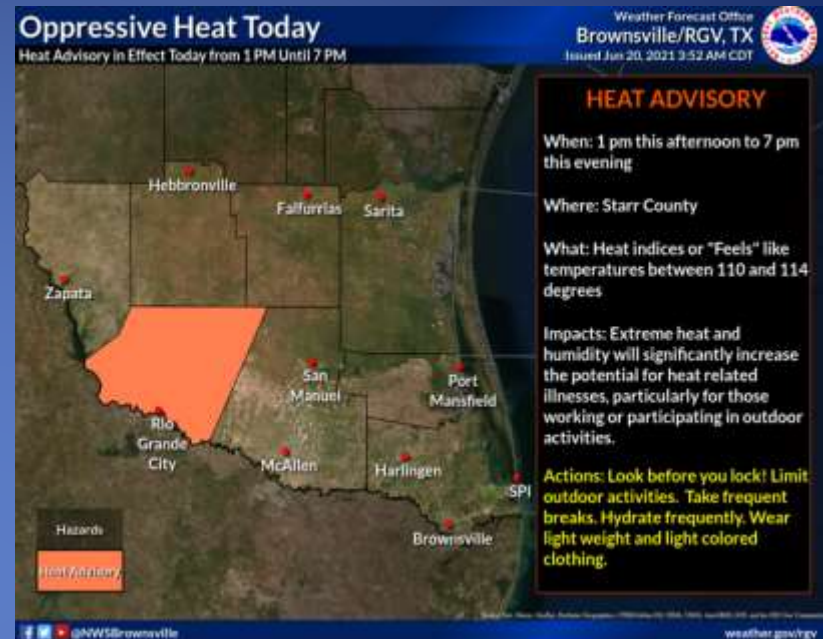 Oppressive Heat Today
Heat Advisory in Effect Today from 1 PM Until 7 PM
Weather Forecast Office
Brownsville/RGV, TX
Issued Jun 20, 2021 3:52 AM CDT
HEAT ADVISORY
When: 1 pm this afternoon to 7 pm
this evening
Where: Starr County
What: Heat indices or "Feels" like
temperatures between 110 and 114
degrees
Impacts: Extreme heat and
humidity will significantly increase
the potential for heat related
illnesses, particularly for those
working or participating in outdoor
activities.
Actions: Look before you lock! Limit
outdoor activities. Take frequent
breaks. Hydrate frequently. Wear
light weight and light colored
clothing.
Hebbronville
Falfurrias
Sarita
Zapata
San
Manuel
Port
Mansfield
Rio
Grande
City
McAllen
Harlingen
SPI
Brownsville
Hazards
Heat Advisory
@NWSBrownsville
weather.gov/rgv